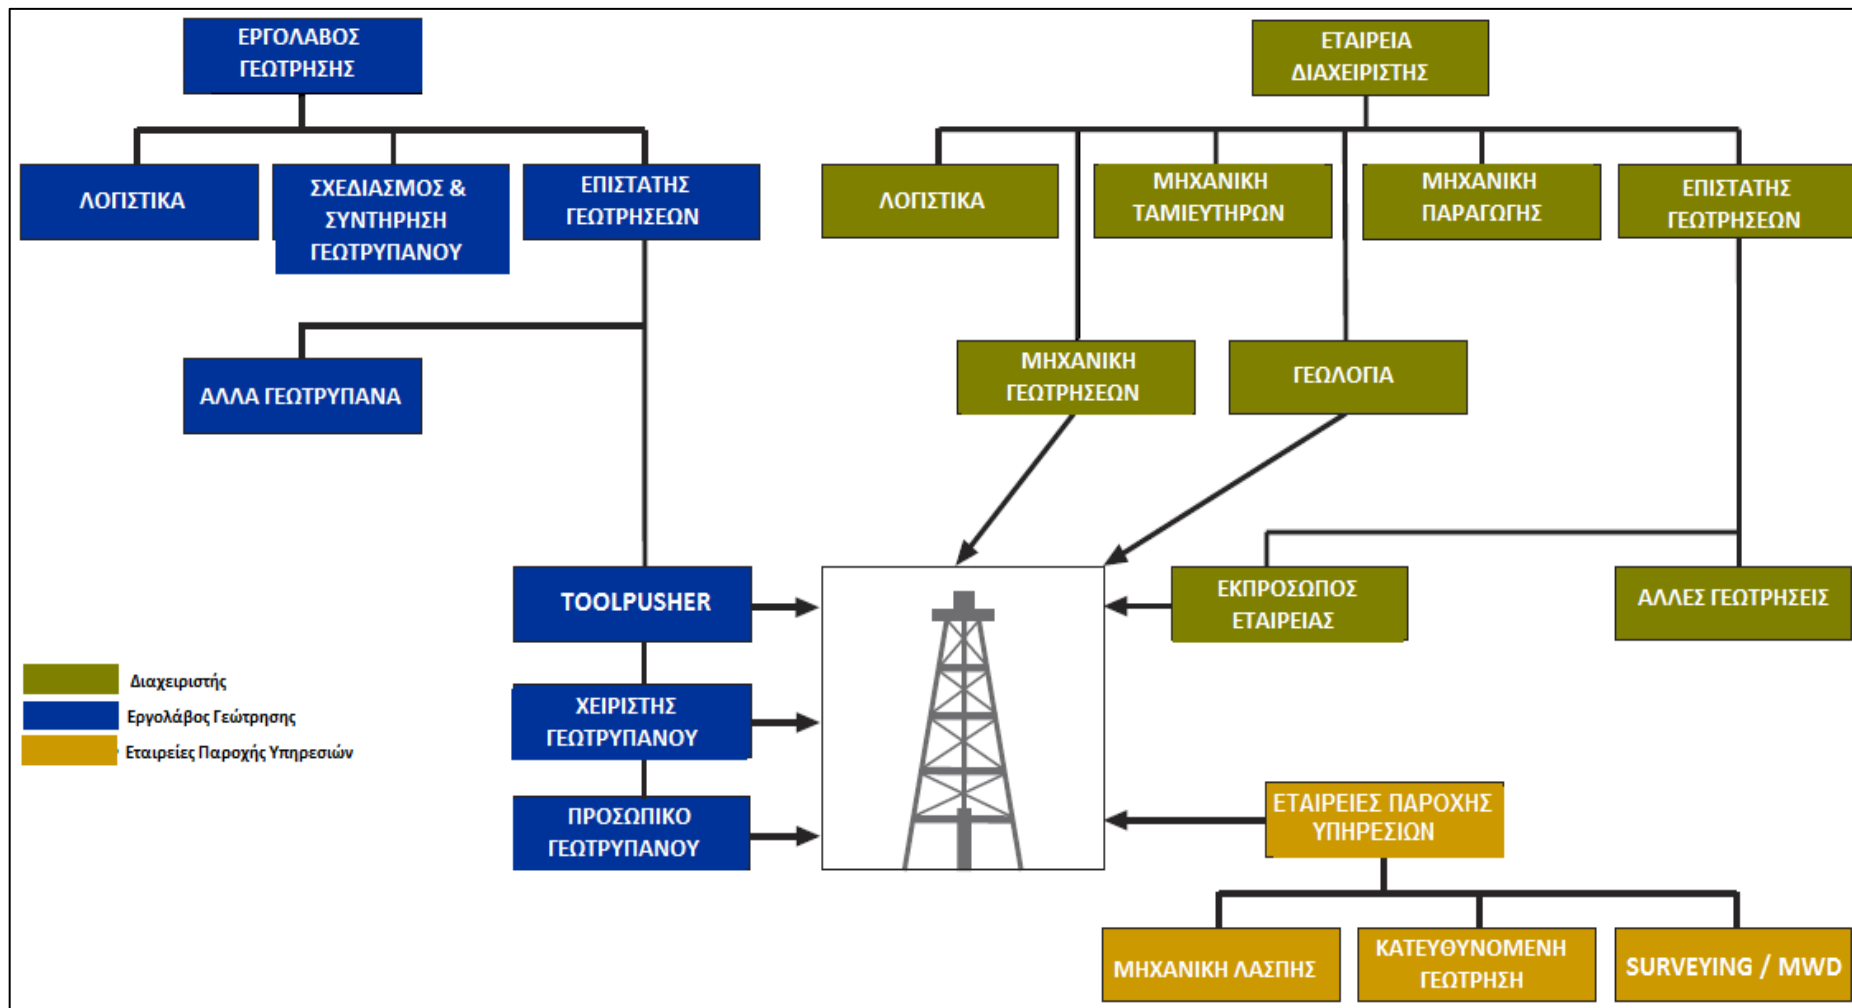 ΕΡΓΟΛΑΒΟΣ
ΓΕΩΤΡΗΣΗΣ
ΕΤΑΙΡΕΙΑ
ΔΙΑΧΕΙΡΙΣΤΗΣ
ΛΟΓΙΣΤΙΚΑ
ΣΧΕΔΙΑΣΜΟΣ &
ΣΥΝΤΗΡΗΣΗ
ΓΕΩΤΡΥΠΑΝΟΥ
ΕΠΙΣΤΑΤΗΣ
ΓΕΩΤΡΗΣΕΩΝ
ΛΟΓΙΣΤΙΚΑ
ΜΗΧΑΝΙΚΗ
ΤΑΜΙΕΥΤΗΡΩΝ
ΜΗΧΑΝΙΚΗ
ΠΑΡΑΓΩΓΗΣ
ΕΠΙΣΤΑΤΗΣ
ΓΕΩΤΡΗΣΕΩΝ
ΑΛΛΑ ΓΕΩΤΡΥΠΑΝΑ
ΜΗΧΑΝΙΚΗ
ΓΕΩΤΡΗΣΕΩΝ
ΓΕΩΛΟΓΙΑ
TOOLPUSHER
ΕΚΠΡΟΣΩΠΟΣ
ΕΤΑΙΡΕΙΑΣ
ΑΛΛΕΣ ΓΕΩΤΡΗΣΕΙΣ
ΧΕΙΡΙΣΤΗΣ
ΓΕΩΤΡΥΠΑΝΟΥ
ΠΡΟΣΩΠΙΚΟ
ΓΕΩΤΡΥΠΑΝΟΥ
Διαχειριστής
Εργολάβος Γεώτρησης
Εταιρείες Παροχής Υπηρεσιών
ΕΤΑΙΡΕΙΕΣ ΠΑΡΟΧΗΣ
ΥΠΗΡΕΣΙΩΝ
ΜΗΧΑΝΙΚΗ ΛΑΣΠΗΣ
ΚΑΤΕΥΘΥΝΟΜΕΝΗ
ΓΕΩΤΡΗΣΗ
SURVEYING / MWD